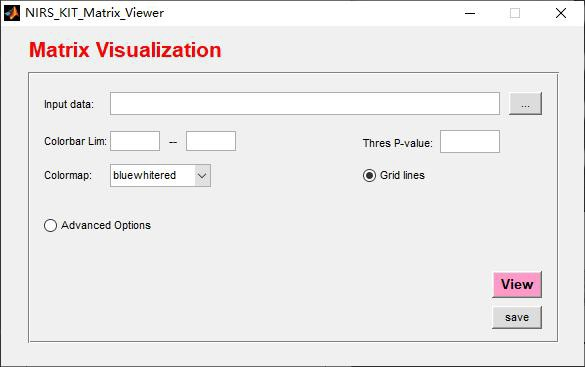 NIRS_KIT_Matrix_Viewer
Matrix Visualization
Input data:
...
Colorbar Lim: -- Thres P-value:
Colormap: bluewhitered Grid lines
Advanced Options
View
save